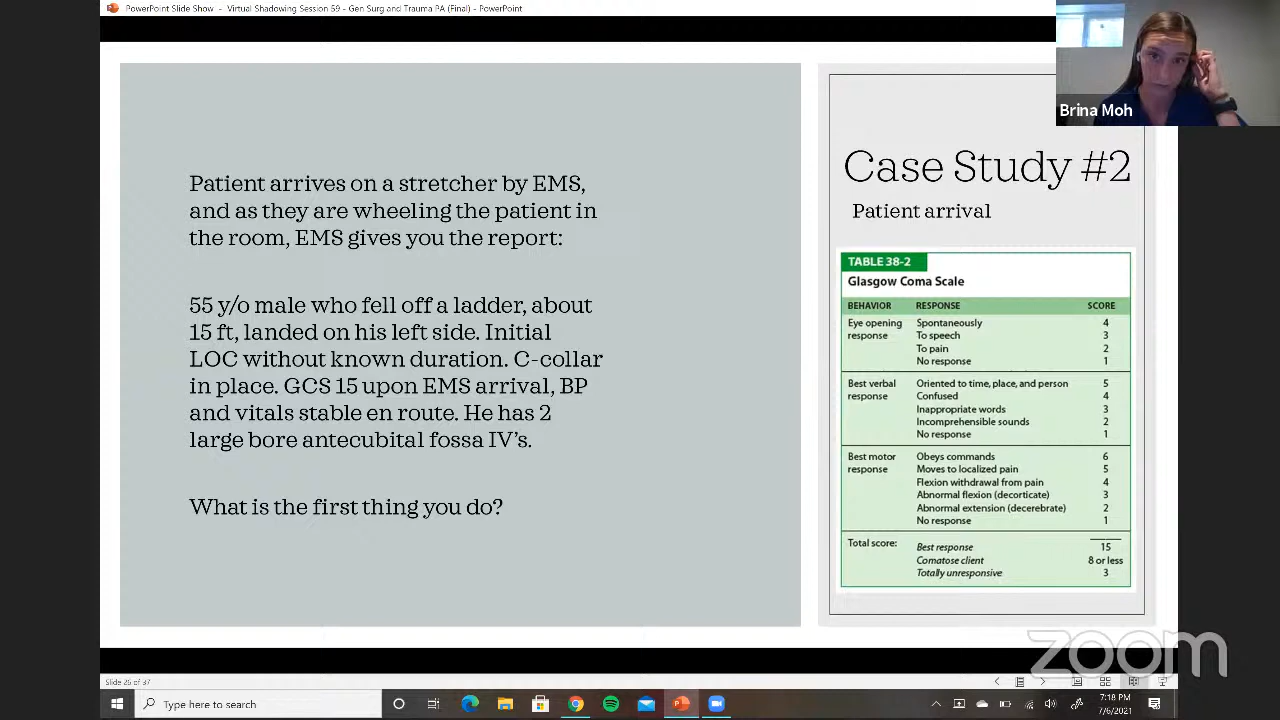 PowerPoint Slide Show - Virtual Shadowing Session 59 - Gen Surg and Trauma PA (Final) - PowerPoint
Brina Moh
Patient arrives on a stretcher by EMS,
and as they are wheeling the patient in
the room, EMS gives you the report:
55 y/o male who fell off a ladder, about
15 ft, landed on his left side. Initial
LOC without known duration. C-collar
in place. GCS 15 upon EMS arrival, BP
and vitals stable en route. He has 2
large bore antecubital fossa IV's.
What is the first thing you do?
Case Study #2
Patient arrival
TABLE 38-2
Glasgow Coma Scale
BEHAVIOR RESPONSE SCORE
Eye opening Spontaneously 4
response To speech 3
To pain 2
No response 1
Best verbal Oriented to time, place, and person 5
response Confused 4
Inappropriate words 3
Incomprehensible sounds 2
No response 1
Best motor Obeys commands 6
response Moves to localized pain 5
Flexion withdrawal from pain 4
Abnormal flexion (decorticate) 3
Abnormal extension (decerebrate) 2
No response 1
Total score: Best response 15
Comatose client 8 or less
Totally unresponsive 3
zoom
Slide 26 of 37
Type here to search
7:18 PM
7/6/2021